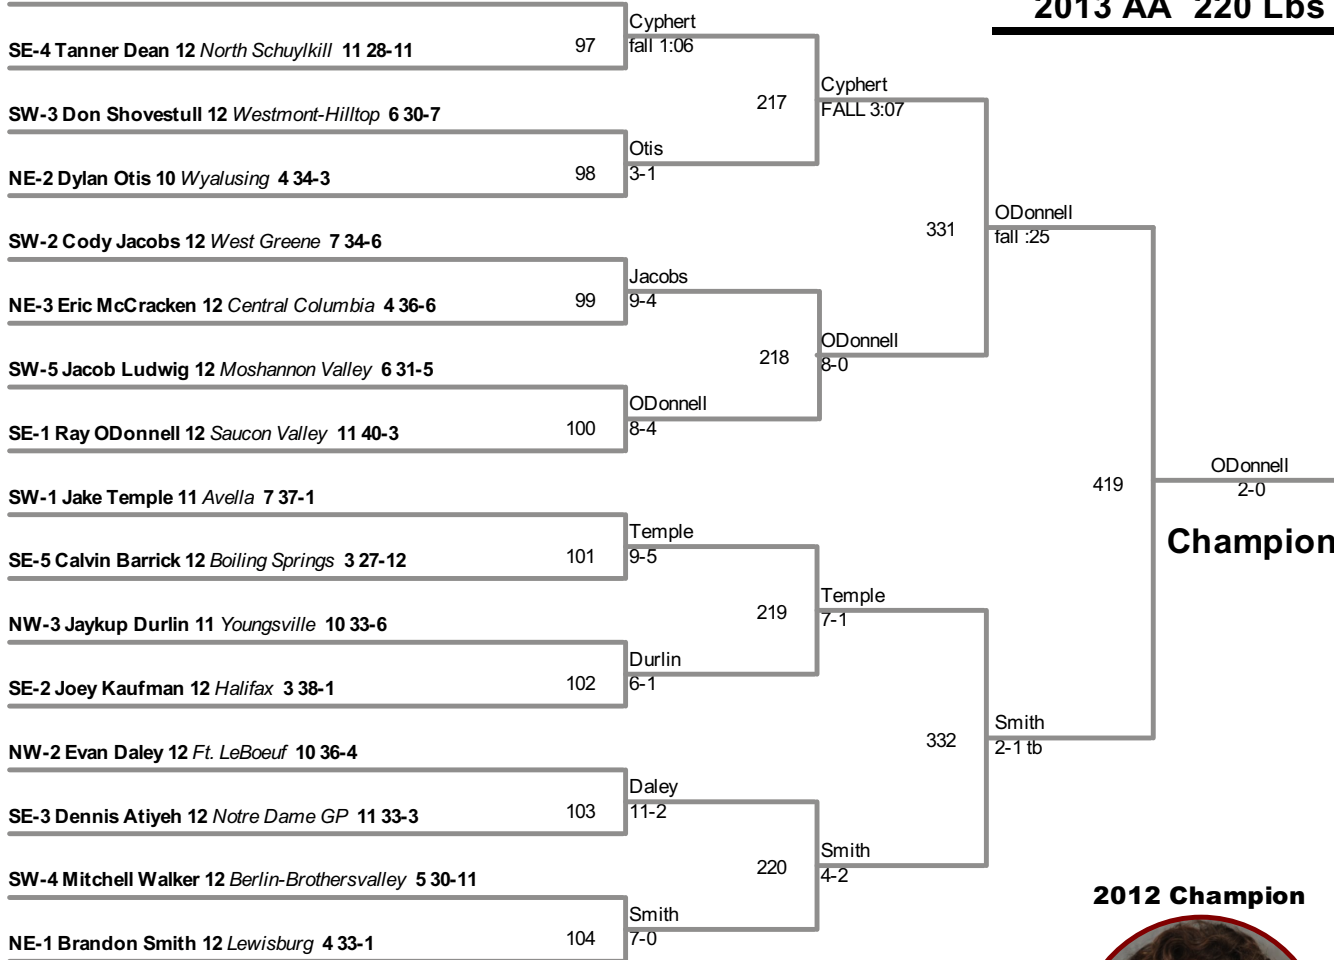 2013 AA 220 Lbs
Cyphert
SE-4 Tanner Dean 12 North Schuylkill 11 28-11
97
fall 1:06
Cyphert
217
FALL 3:07
SW-3 Don Shovestull 12 Westmont-Hilltop 6 30-7
Otis
98
3-1
NE-2 Dylan Otis 10 Wyalusing 4 34-3
ODonnell
331
fall :25
SW-2 Cody Jacobs 12 West Greene 7 34-6
Jacobs
99
9-4
NE-3 Eric McCracken 12 Central Columbia 4 36-6
ODonnell
218
8-0
SW-5 Jacob Ludwig 12 Moshannon Valley 6 31-5
ODonnell
100
8-4
SE-1 Ray ODonnell 12 Saucon Valley 11 40-3
ODonnell
419
2-0
Champion
SW-1 Jake Temple 11 Avella 7 37-1
Temple
101
9-5
SE-5 Calvin Barrick 12 Boiling Springs 3 27-12
Temple
219
7-1
NW-3 Jaykup Durlin 11 Youngsville 10 33-6
Durlin
102
6-1
SE-2 Joey Kaufman 12 Halifax 3 38-1
Smith
332
2-1 tb
NW-2 Evan Daley 12 Ft. LeBoeuf 10 36-4
Daley
103
11-2
SE-3 Dennis Atiyeh 12 Notre Dame GP 11 33-3
Smith
220
4-2
SW-4 Mitchell Walker 12 Berlin-Brothersvalley 5 30-11
Smith
104
7-0
NE-1 Brandon Smith 12 Lewisburg 4 33-1
2012 Champion